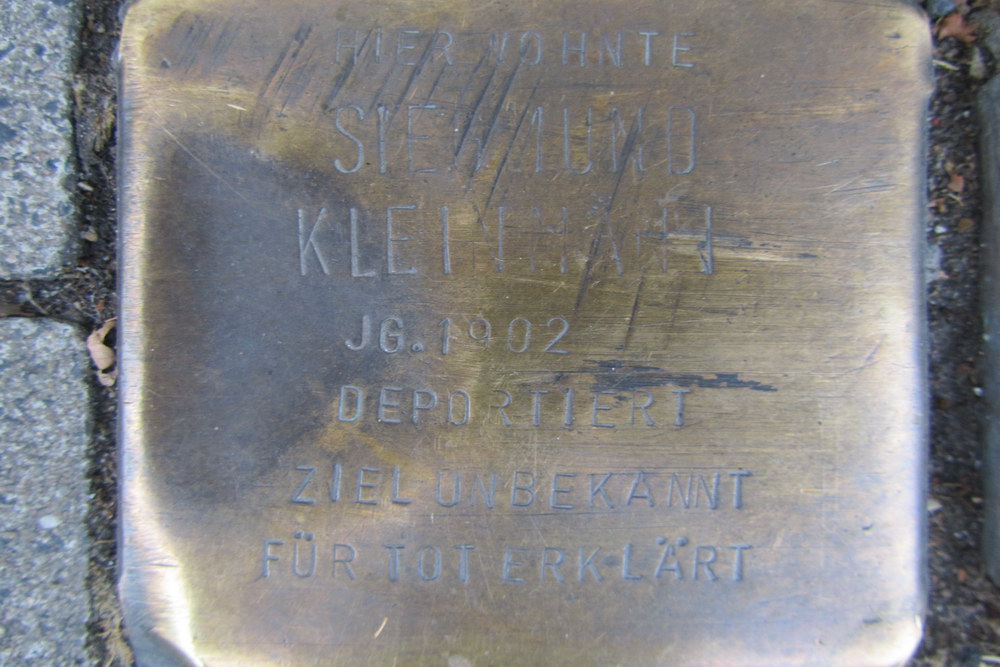 HIER WOHNTE
SIEGMUND
KLEINMANN
JG. 1902
DEPORTIERT
ZIEL UNBEKANNT
FÜR TOT ERKLÄRT